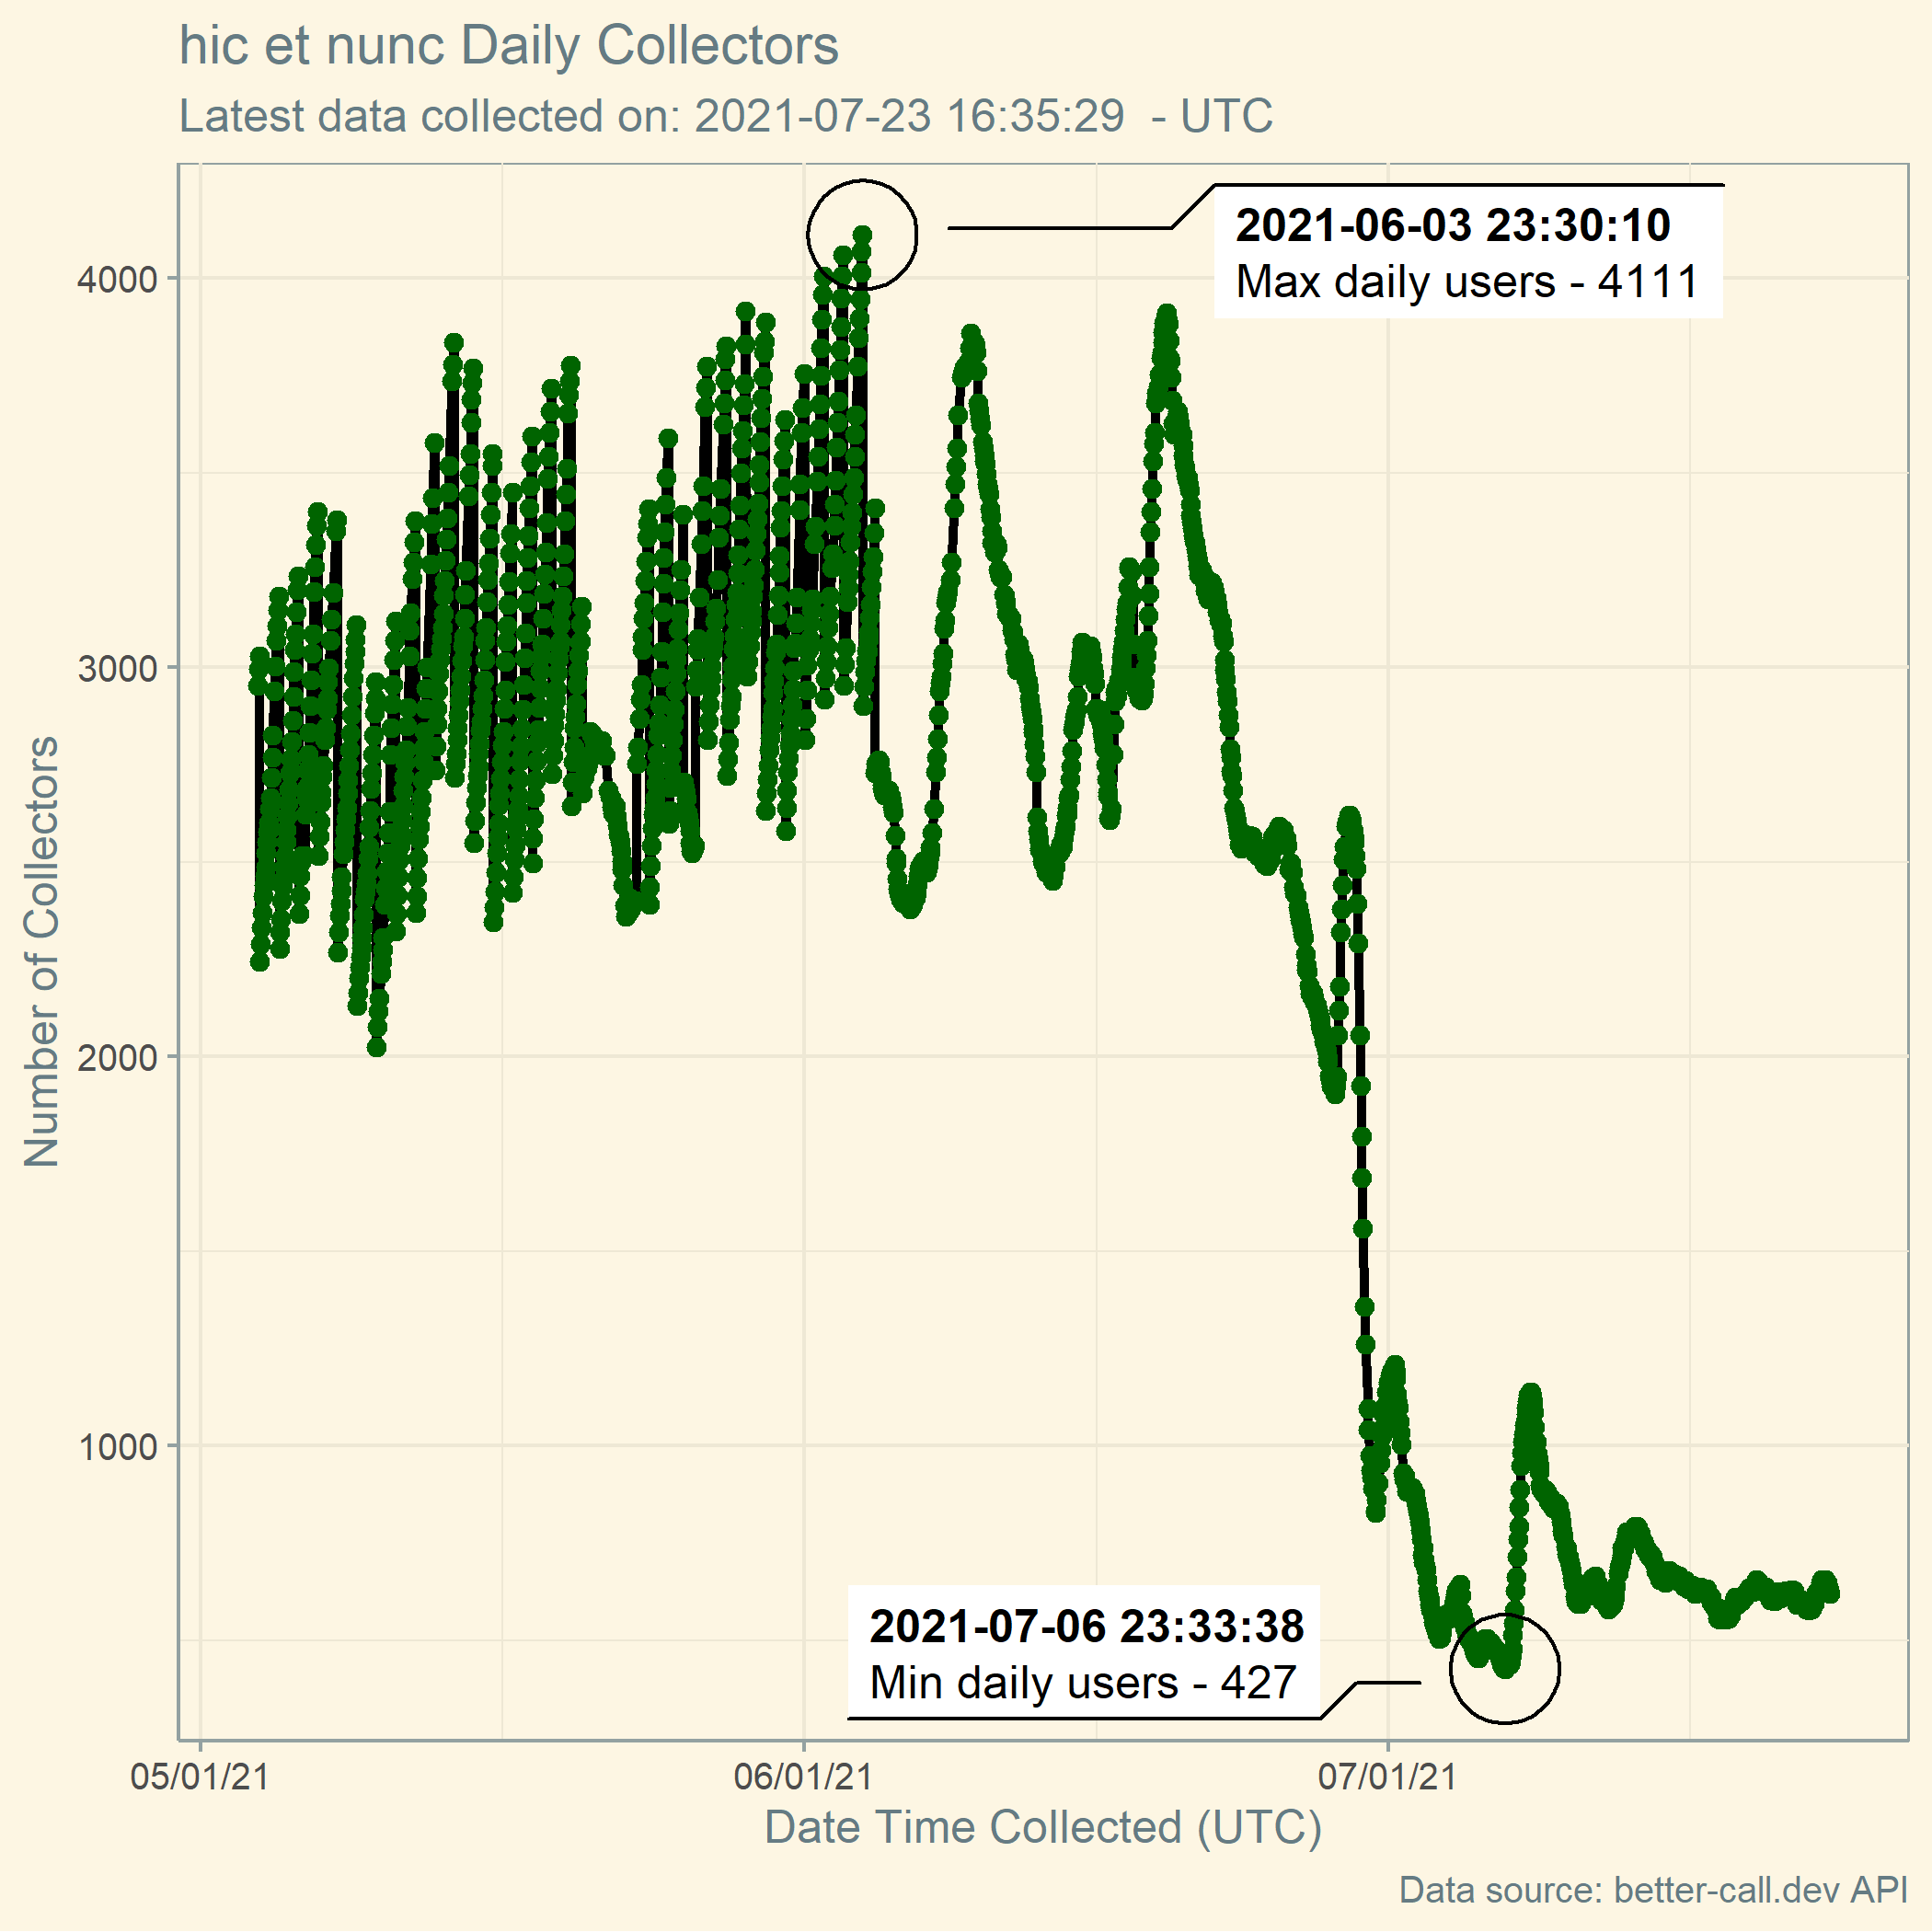 hic et nunc Daily Collectors
Latest data collected on: 2021-07-23 16:35:29  - UTC
2021-06-03 23:30:10
Max daily users - 4111
4000
3000
2000
1000
Number of Collectors
2021-07-06 23:33:38
Min daily users - 427
05/01/21
06/01/21
07/01/21
Date Time Collected (UTC)
Data source: better-call.dev API